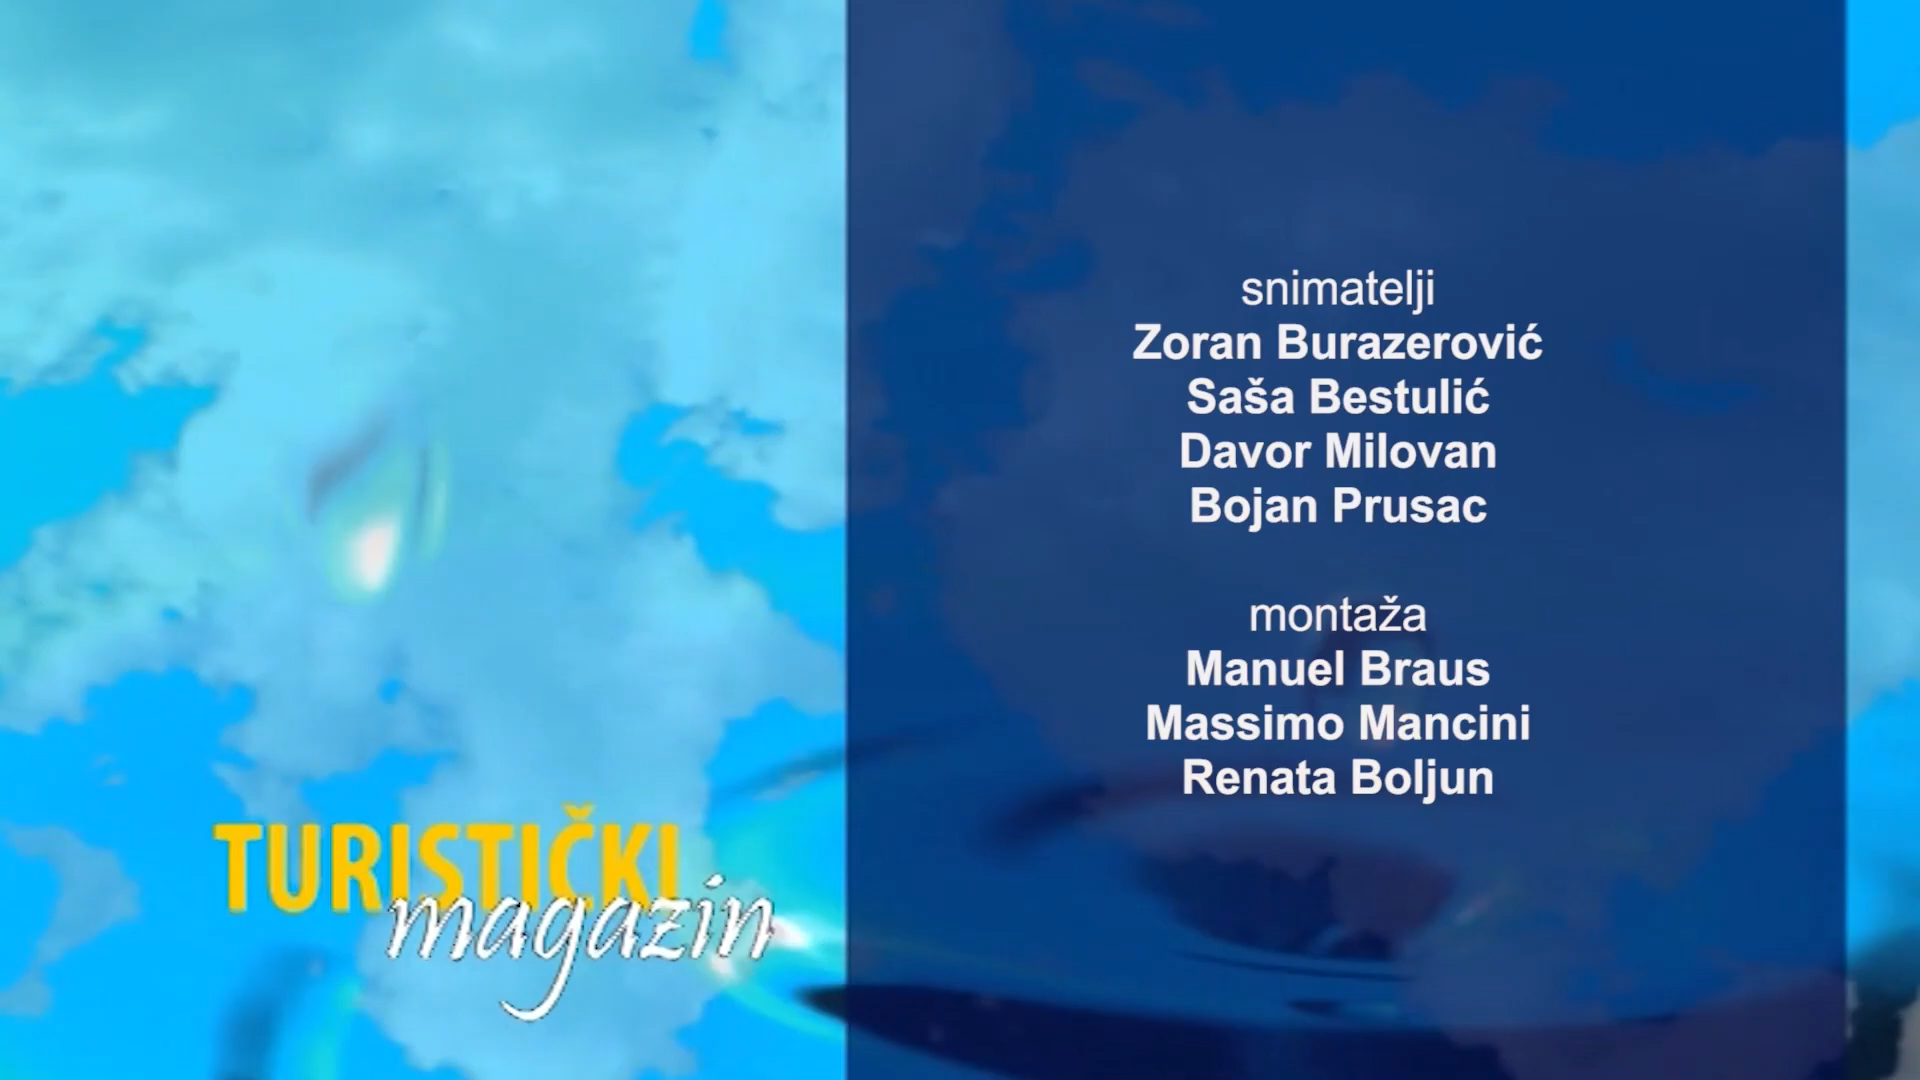 snimatelji
Zoran Burazerović
Saša Bestulić
Davor Milovan
Bojan Prusac
montaža
Manuel Braus
Massimo Mancini
Renata Boljun
TURISTIČKI
magazin